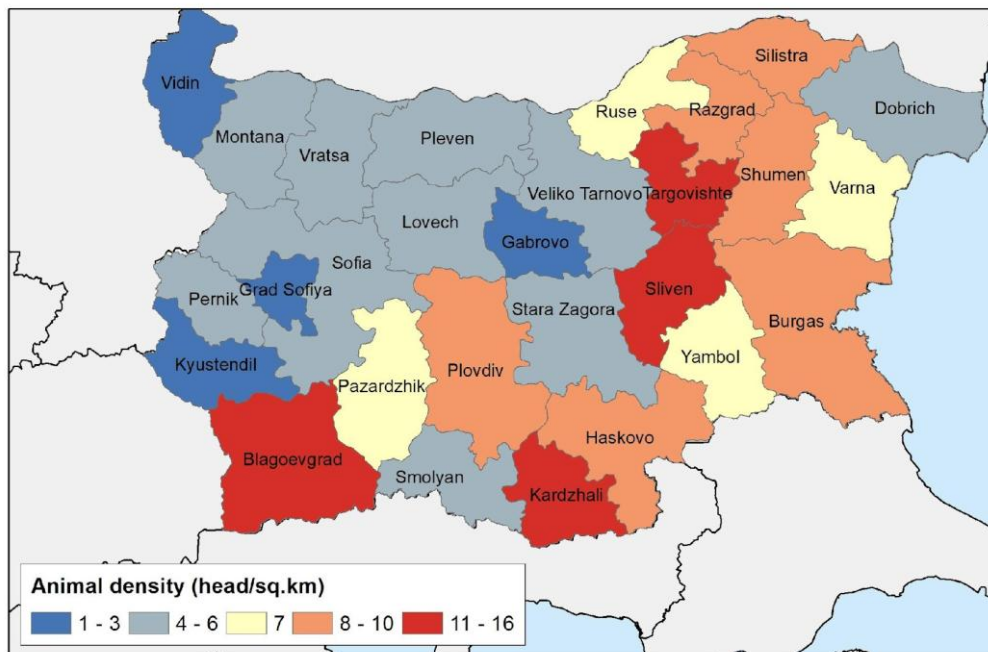 Silistra
Vidin
Dobrich
Ruse
Razgrad
Montana
Pleven
Vratsa
Shumen
Varna
Veliko Tarnovo
Targovishte
Lovech
Gabrovo
Sofia
Grad Sofiya
Sliven
Pernik
Stara Zagora
Burgas
Kyustendil
Yambol
Plovdiv
Pazardzhik
Haskovo
Blagoevgrad
Smolyan
Kardzhali
Animal density (head/sq.km)
1 - 3 4 - 6 7 8 - 10 11 - 16